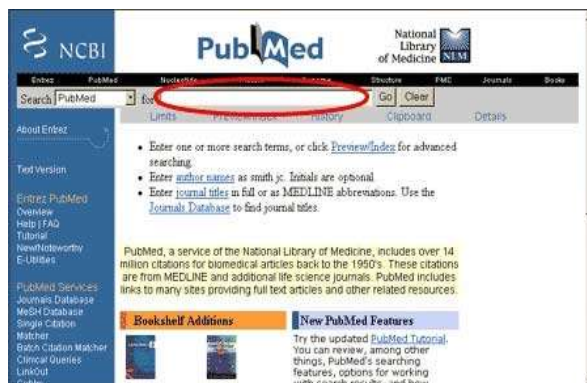 NCBI
PubMed
National
Library
of Medicine NLM
Entrez PubMed Nucleotide Protein Genome Structure PMC Journals Books
Search PubMed for Go Clear
Limits Preview/Index History Clipboard Details
About Entrez
Text Version
Entrez PubMed
Overview
Help | FAQ
Tutorial
New/Noteworthy
E-Utilities
PubMed Services
Journals Database
MeSH Database
Single Citation
Matcher
Batch Citation Matcher
Clinical Queries
LinkOut
Cubby
Enter one or more search terms, or click Preview/Index for advanced
searching.
Enter author names as smith jc. Initials are optional.
Enter journal titles in full or as MEDLINE abbreviations. Use the
Journals Database to find journal titles.
PubMed, a service of the National Library of Medicine, includes over 14
million citations for biomedical articles back to the 1950's. These citations
are from MEDLINE and additional life science journals. PubMed includes
links to many sites providing full text articles and other related resources.
Bookshelf Additions
New PubMed Features
Try the updated PubMed Tutorial.
You can review, among other
things, PubMed's searching
features, options for working
with search results, and how